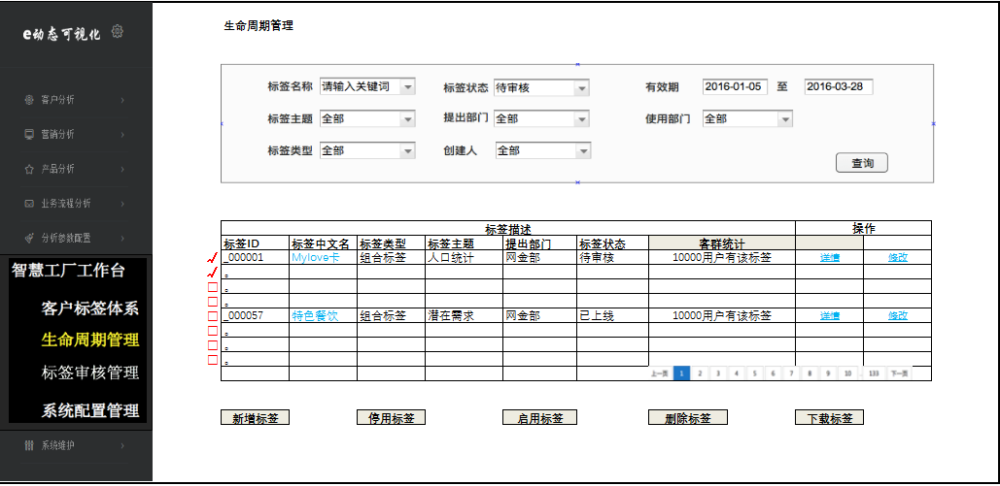 e动态可视化
客户分析
营销分析
产品分析
业务流程分析
分析参数配置
智慧工厂工作台
客户标签体系
生命周期管理
标签审核管理
系统配置管理
系统维护
生命周期管理
标签名称 请输入关键词 标签状态 待审核 有效期 2016-01-05 至 2016-03-28
标签主题 全部 提出部门 全部 使用部门 全部
标签类型 全部 创建人 全部
查询
标签描述 操作
标签ID 标签中文名 标签类型 标签主题 提出部门 标签状态 客群统计
_000001 Mylove卡 组合标签 人口统计 网金部 待审核 10000用户有该标签 详情 修改
。
。
_000057 特色餐饮 组合标签 潜在需求 网金部 已上线 10000用户有该标签 详情 修改
。
。
。
上一页 1 2 3 4 5 6 7 8 9 10 .. 133 下一页
新增标签 停用标签 启用标签 删除标签 下载标签